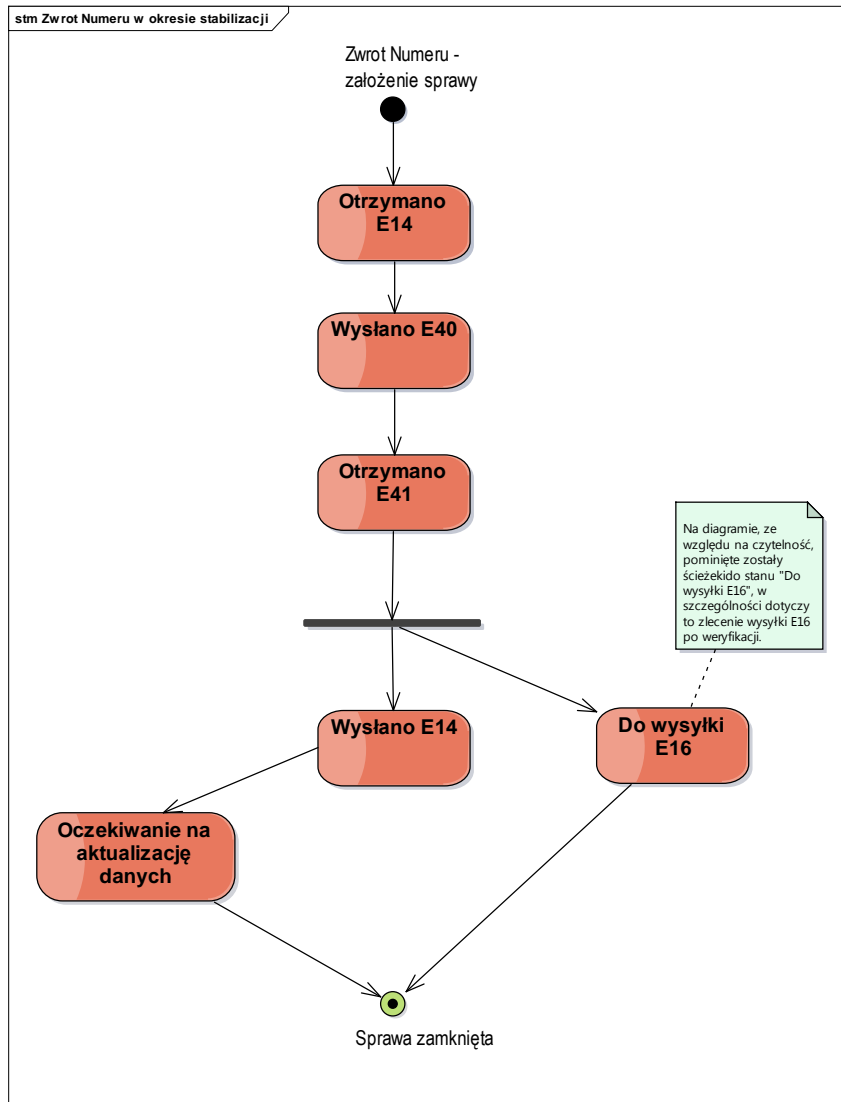 stm Zwrot Numeru w okresie stabilizacji
Zwrot Numeru -
założenie sprawy
Otrzymano
E14
Wysłano E40
Otrzymano
E41
Na diagramie, ze
względu na czytelność,
pominięte zostały
ścieżekido stanu "Do
wysyłki E16", w
szczególności dotyczy
to zlecenie wysyłki E16
po weryfikacji.
Wysłano E14
Do wysyłki
E16
Oczekiwanie na
aktualizację
danych
Sprawa zamknięta